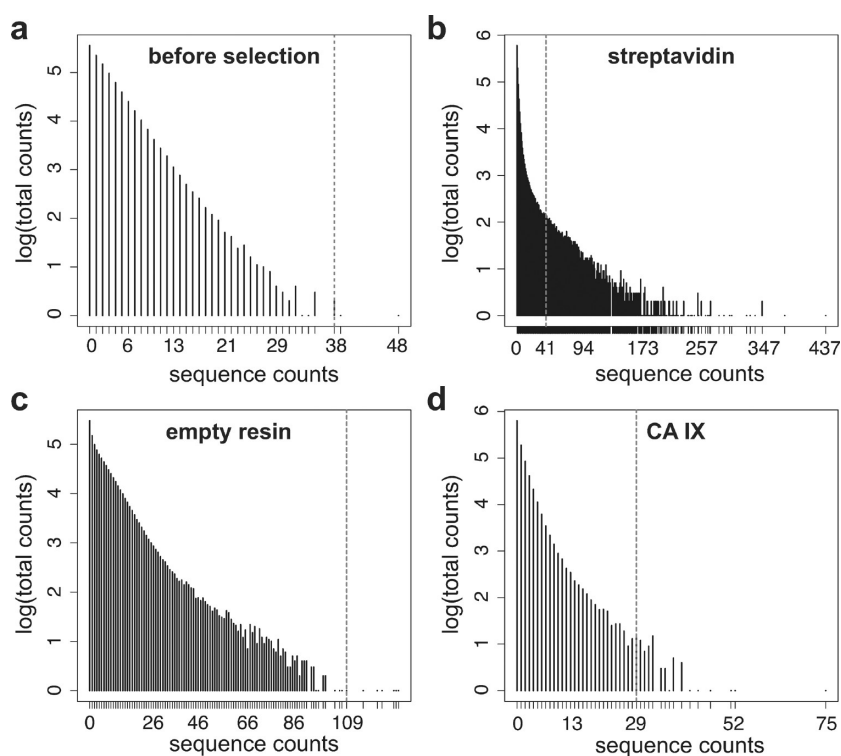 a
before selection
log(total counts)
5
4
3
2
1
0
0 6 13 21 29 38 48
sequence counts
b
streptavidin
log(total counts)
6
5
4
3
2
1
0
0 41 94 173 257 347 437
sequence counts
c
empty resin
log(total counts)
5
4
3
2
1
0
0 26 46 66 86 109
sequence counts
d
CA IX
log(total counts)
6
5
4
3
2
1
0
0 13 29 52 75
sequence counts